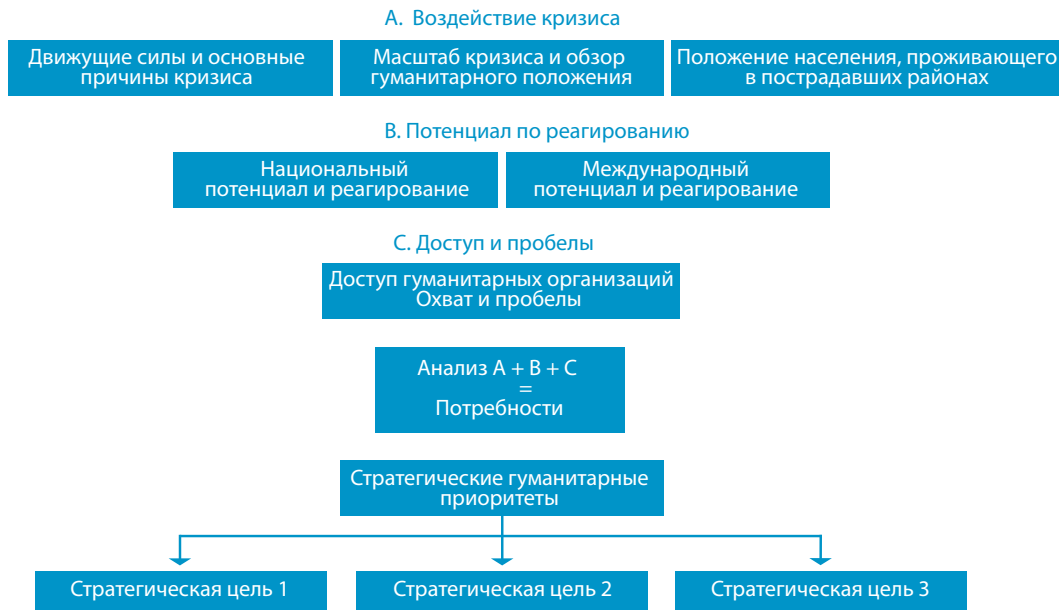 А. Воздействие кризиса
Движущие силы и основные
причины кризиса
Масштаб кризиса и обзор
гуманитарного положения
Положение населения, проживающего
в пострадавших районах
В. Потенциал по реагированию
Национальный
потенциал и реагирование
Международный
потенциал и реагирование
С. Доступ и пробелы
Доступ гуманитарных организаций
Охват и пробелы
Анализ А + В + С
=
Потребности
Стратегические гуманитарные
приоритеты
Стратегическая цель 1
Стратегическая цель 2
Стратегическая цель 3